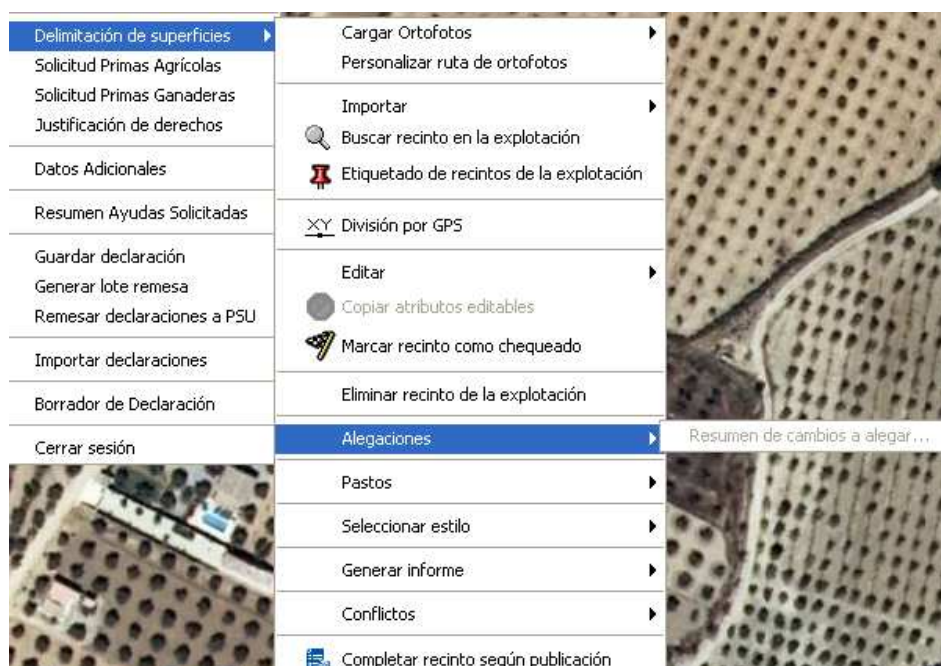 Delimitación de superficies
Solicitud Primas Agrícolas
Solicitud Primas Ganaderas
Justificación de derechos
Datos Adicionales
Resumen Ayudas Solicitadas
Guardar declaración
Generar lote remesa
Remesar declaraciones a PSU
Importar declaraciones
Borrador de Declaración
Cerrar sesión
Cargar Ortofotos
Personalizar ruta de ortofotos
Importar
Buscar recinto en la explotación
Etiquetado de recintos de la explotación
XY División por GPS
Editar
Copiar atributos editables
Marcar recinto como chequeado
Eliminar recinto de la explotación
Alegaciones
Pastos
Seleccionar estilo
Generar informe
Conflictos
Completar recinto según publicación
Resumen de cambios a alegar...